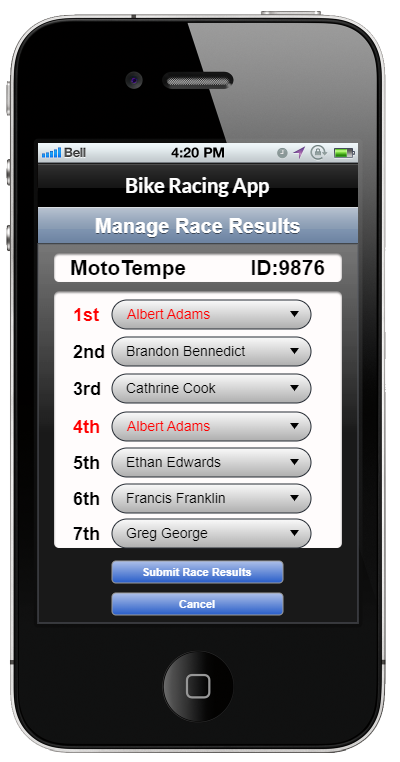 Bell 4:20 PM
Bike Racing App
Manage Race Results
MotoTempe ID:9876
1st Albert Adams
2nd Brandon Bennedict
3rd Cathrine Cook
4th Albert Adams
5th Ethan Edwards
6th Francis Franklin
7th Greg George
Submit Race Results
Cancel